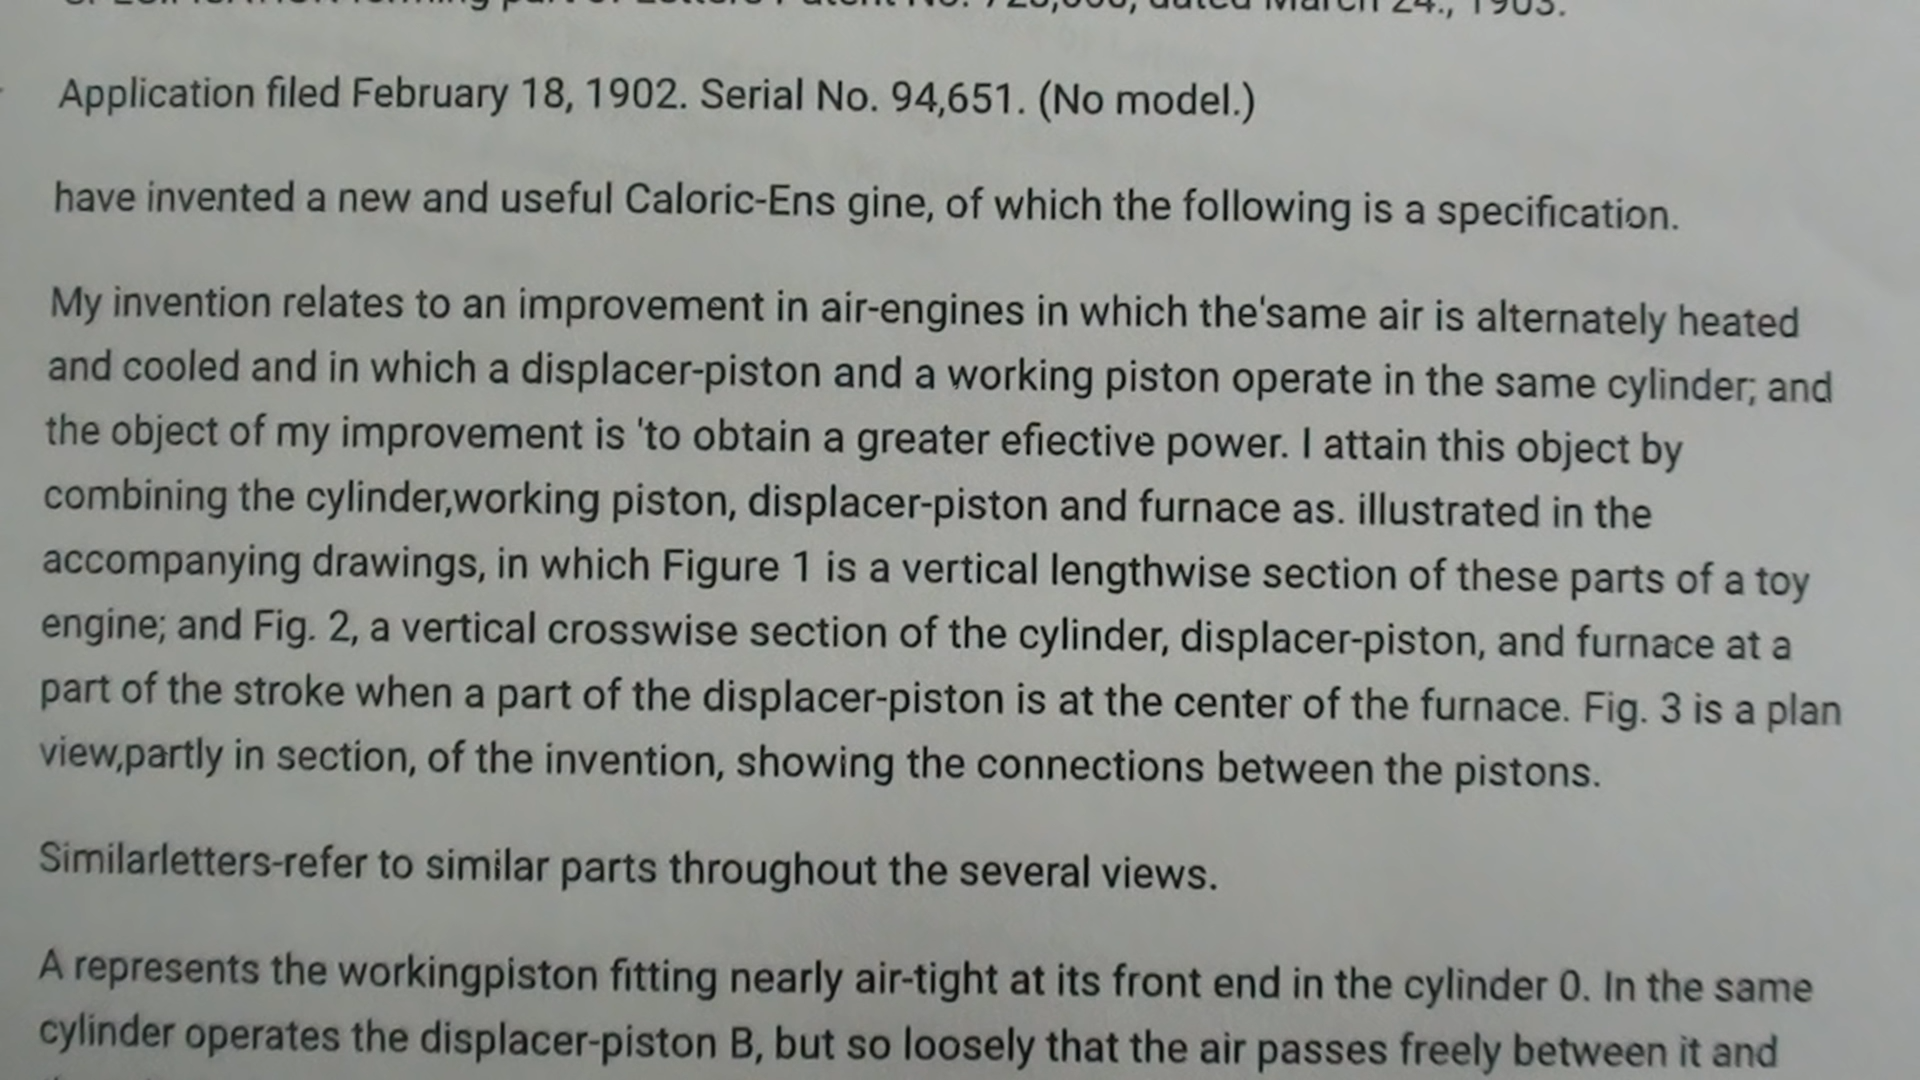 forming part of Letters Patent No. dated March 24., 1903.
Application filed February 18, 1902. Serial No. 94,651. (No model.)
have invented a new and useful Caloric-Ens gine, of which the following is a specification.
My invention relates to an improvement in air-engines in which the'same air is alternately heated
and cooled and in which a displacer-piston and a working piston operate in the same cylinder; and
the object of my improvement is 'to obtain a greater efiective power. I attain this object by
combining the cylinder,working piston, displacer-piston and furnace as. illustrated in the
accompanying drawings, in which Figure 1 is a vertical lengthwise section of these parts of a toy
engine; and Fig. 2, a vertical crosswise section of the cylinder, displacer-piston, and furnace at a
part of the stroke when a part of the displacer-piston is at the center of the furnace. Fig. 3 is a plan
view,partly in section, of the invention, showing the connections between the pistons.
Similarletters-refer to similar parts throughout the several views.
A represents the workingpiston fitting nearly air-tight at its front end in the cylinder 0. In the same
cylinder operates the displacer-piston B, but so loosely that the air passes freely between it and